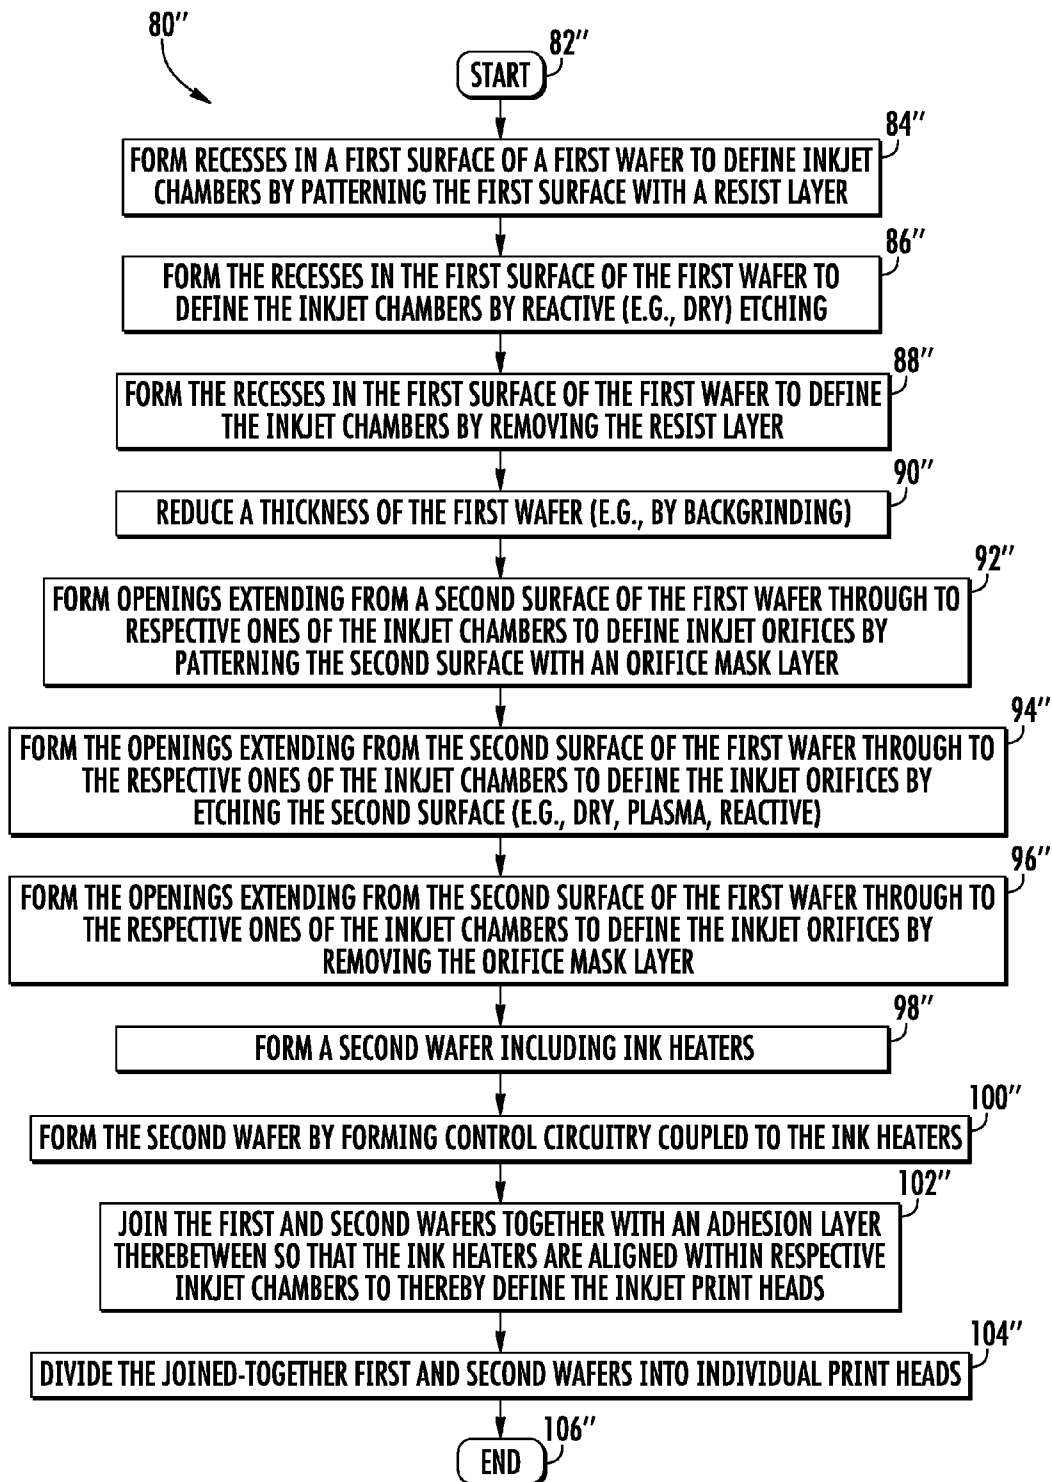 80''
82''
START
84''
FORM RECESSES IN A FIRST SURFACE OF A FIRST WAFER TO DEFINE INKJET
CHAMBERS BY PATTERNING THE FIRST SURFACE WITH A RESIST LAYER
86''
FORM THE RECESSES IN THE FIRST SURFACE OF THE FIRST WAFER TO
DEFINE THE INKJET CHAMBERS BY REACTIVE (E.G., DRY) ETCHING
88''
FORM THE RECESSES IN THE FIRST SURFACE OF THE FIRST WAFER TO DEFINE
THE INKJET CHAMBERS BY REMOVING THE RESIST LAYER
90''
REDUCE A THICKNESS OF THE FIRST WAFER (E.G., BY BACKGRINDING)
92''
FORM OPENINGS EXTENDING FROM A SECOND SURFACE OF THE FIRST WAFER THROUGH TO
RESPECTIVE ONES OF THE INKJET CHAMBERS TO DEFINE INKJET ORIFICES BY
PATTERNING THE SECOND SURFACE WITH AN ORIFICE MASK LAYER
94''
FORM THE OPENINGS EXTENDING FROM THE SECOND SURFACE OF THE FIRST WAFER THROUGH TO
THE RESPECTIVE ONES OF THE INKJET CHAMBERS TO DEFINE THE INKJET ORIFICES BY
ETCHING THE SECOND SURFACE (E.G., DRY, PLASMA, REACTIVE)
96''
FORM THE OPENINGS EXTENDING FROM THE SECOND SURFACE OF THE FIRST WAFER THROUGH TO
THE RESPECTIVE ONES OF THE INKJET CHAMBERS TO DEFINE THE INKJET ORIFICES BY
REMOVING THE ORIFICE MASK LAYER
98''
FORM A SECOND WAFER INCLUDING INK HEATERS
100''
FORM THE SECOND WAFER BY FORMING CONTROL CIRCUITRY COUPLED TO THE INK HEATERS
102''
JOIN THE FIRST AND SECOND WAFERS TOGETHER WITH AN ADHESION LAYER
THEREBETWEEN SO THAT THE INK HEATERS ARE ALIGNED WITHIN RESPECTIVE
INKJET CHAMBERS TO THEREBY DEFINE THE INKJET PRINT HEADS
104''
DIVIDE THE JOINED-TOGETHER FIRST AND SECOND WAFERS INTO INDIVIDUAL PRINT HEADS
106''
END